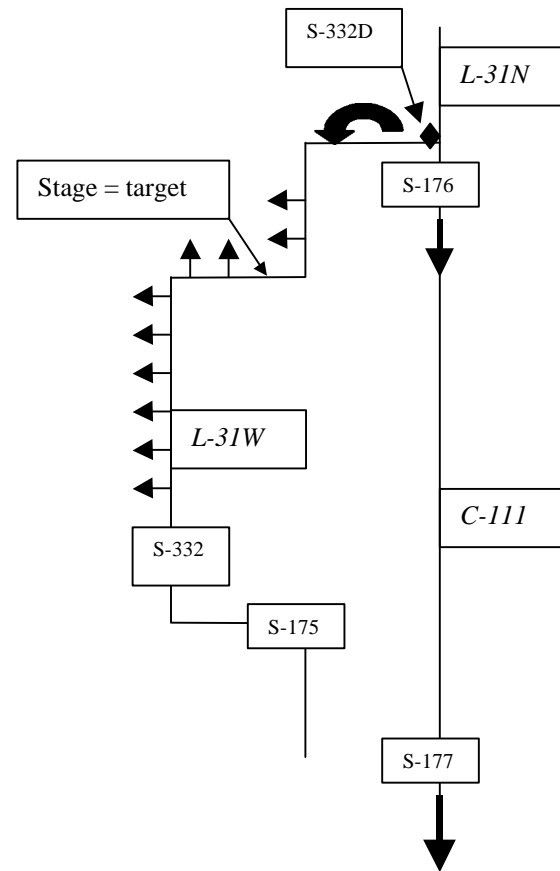 S-332D
L-31N
S-176
Stage = target
L-31W
C-111
S-332
S-175
S-177